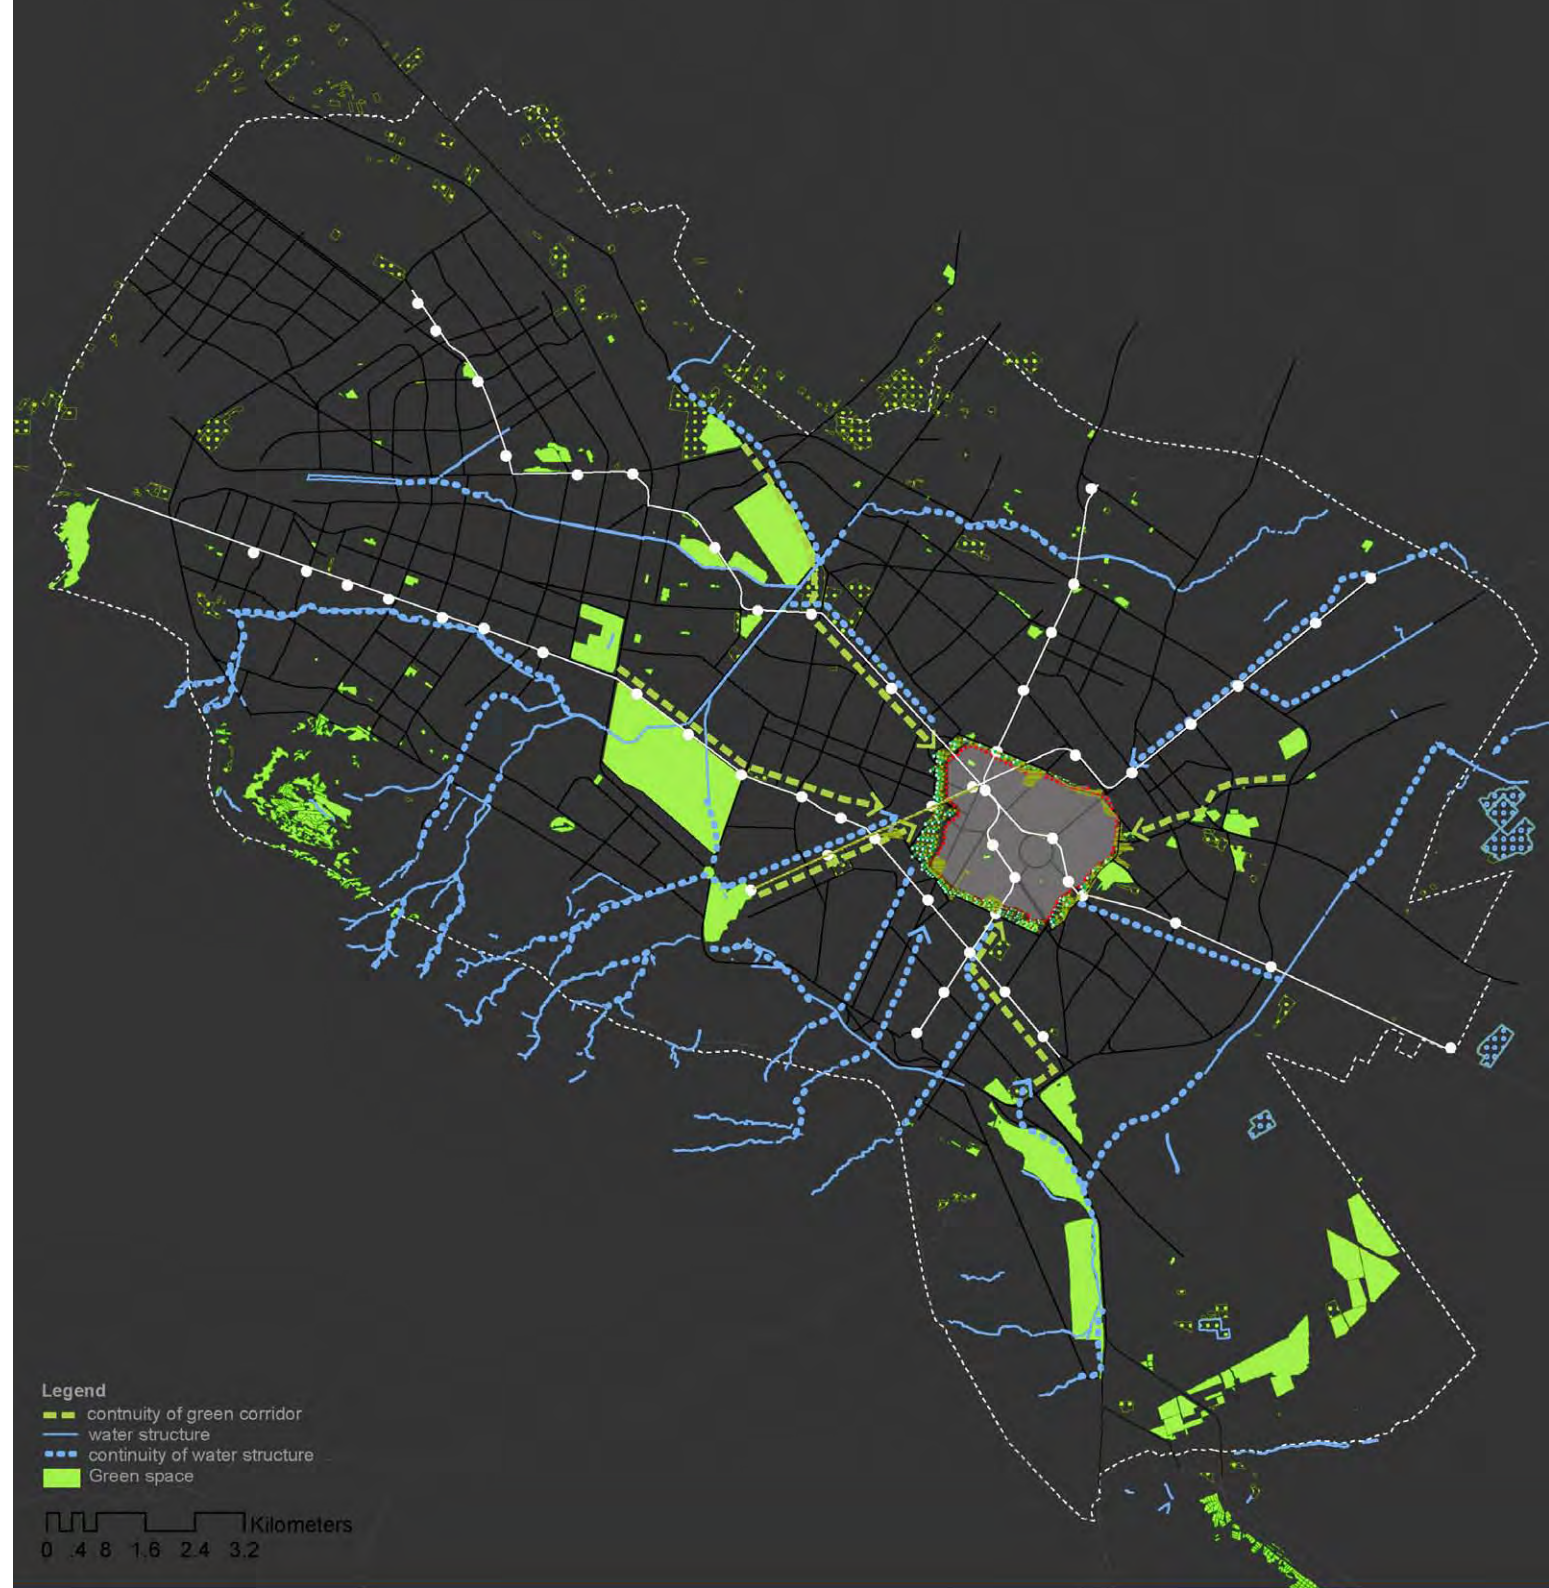 Legend
contnuity of green corridor
water structure
continuity of water structure
Green space
Kilometers
0 .4 8 1.6 2.4 3.2